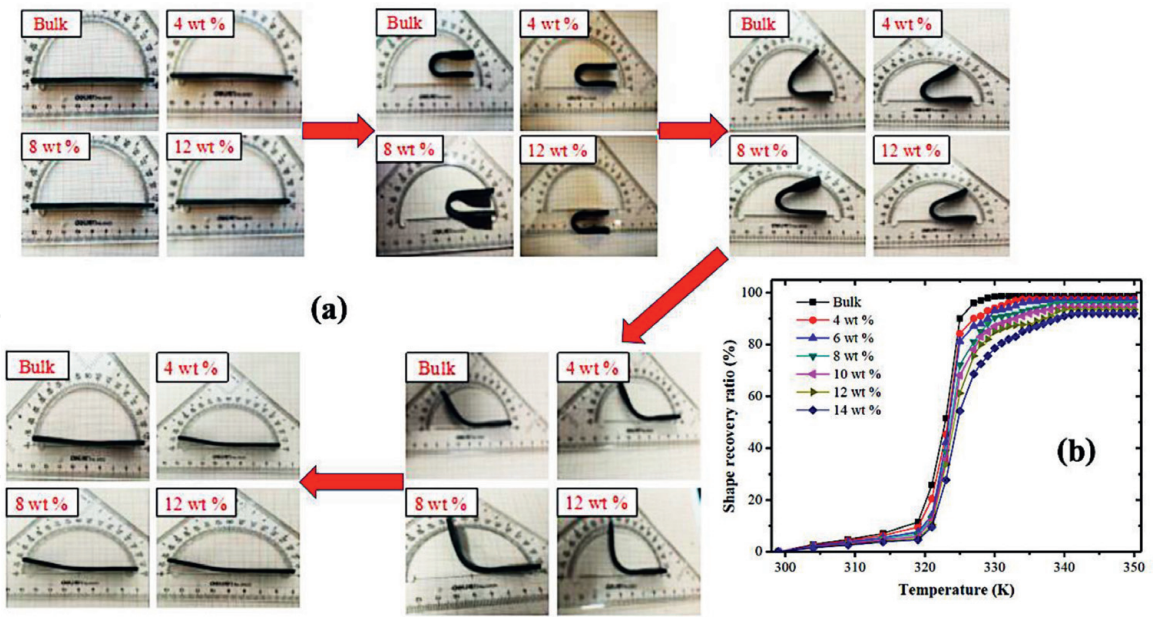 Bulk
4 wt %
8 wt %
12 wt %
Bulk
4 wt %
8 wt %
12 wt %
Bulk
4 wt %
8 wt %
12 wt %
(a)
Bulk
4 wt %
8 wt %
12 wt %
Bulk
4 wt %
8 wt %
12 wt %
100
80
60
40
20
0
Shape recovery ratio (%)
Bulk
4 wt %
6 wt %
8 wt %
10 wt %
12 wt %
14 wt %
(b)
300
310
320
330
340
350
Temperature (K)